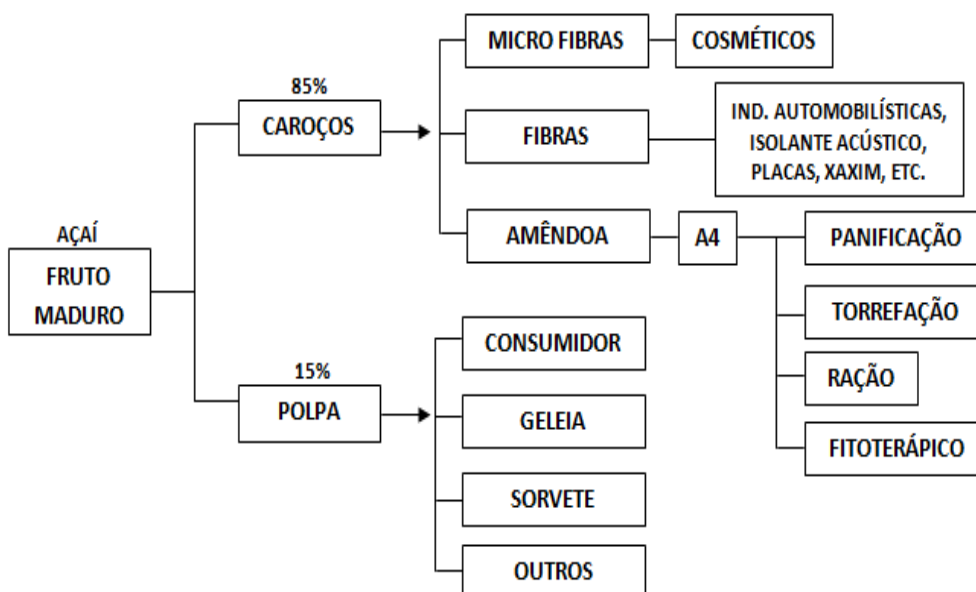 AÇAÍ
FRUTO
MADURO
85%
CAROÇOS
MICRO FIBRAS
COSMÉTICOS
FIBRAS
IND. AUTOMOBILÍSTICAS,
ISOLANTE ACÚSTICO,
PLACAS, XAXIM, ETC.
AMÊNDOA
A4
PANIFICAÇÃO
TORREFAÇÃO
RAÇÃO
FITOTERÁPICO
15%
POLPA
CONSUMIDOR
GELEIA
SORVETE
OUTROS